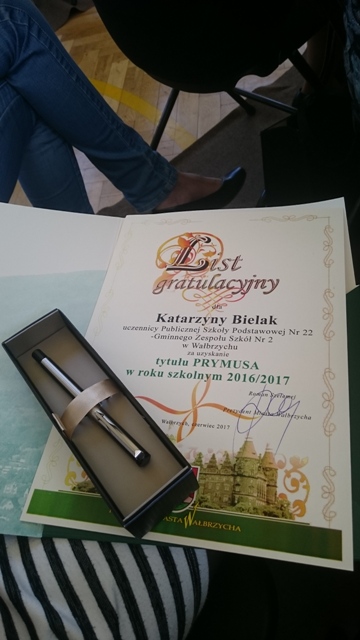 List
gratulacyjny
dla
Katarzyny Bielak
uczennicy Publicznej Szkoły Podstawowej Nr 22
-Gminnego Zespołu Szkół Nr 2
w Wałbrzychu
za uzyskanie
tytułu PRYMUSA
w roku szkolnym 2016/2017
Roman Szełemej
Prezydent Miasta Wałbrzycha
Wałbrzych, czerwiec 2017
IASTA WAŁBRZYCHA